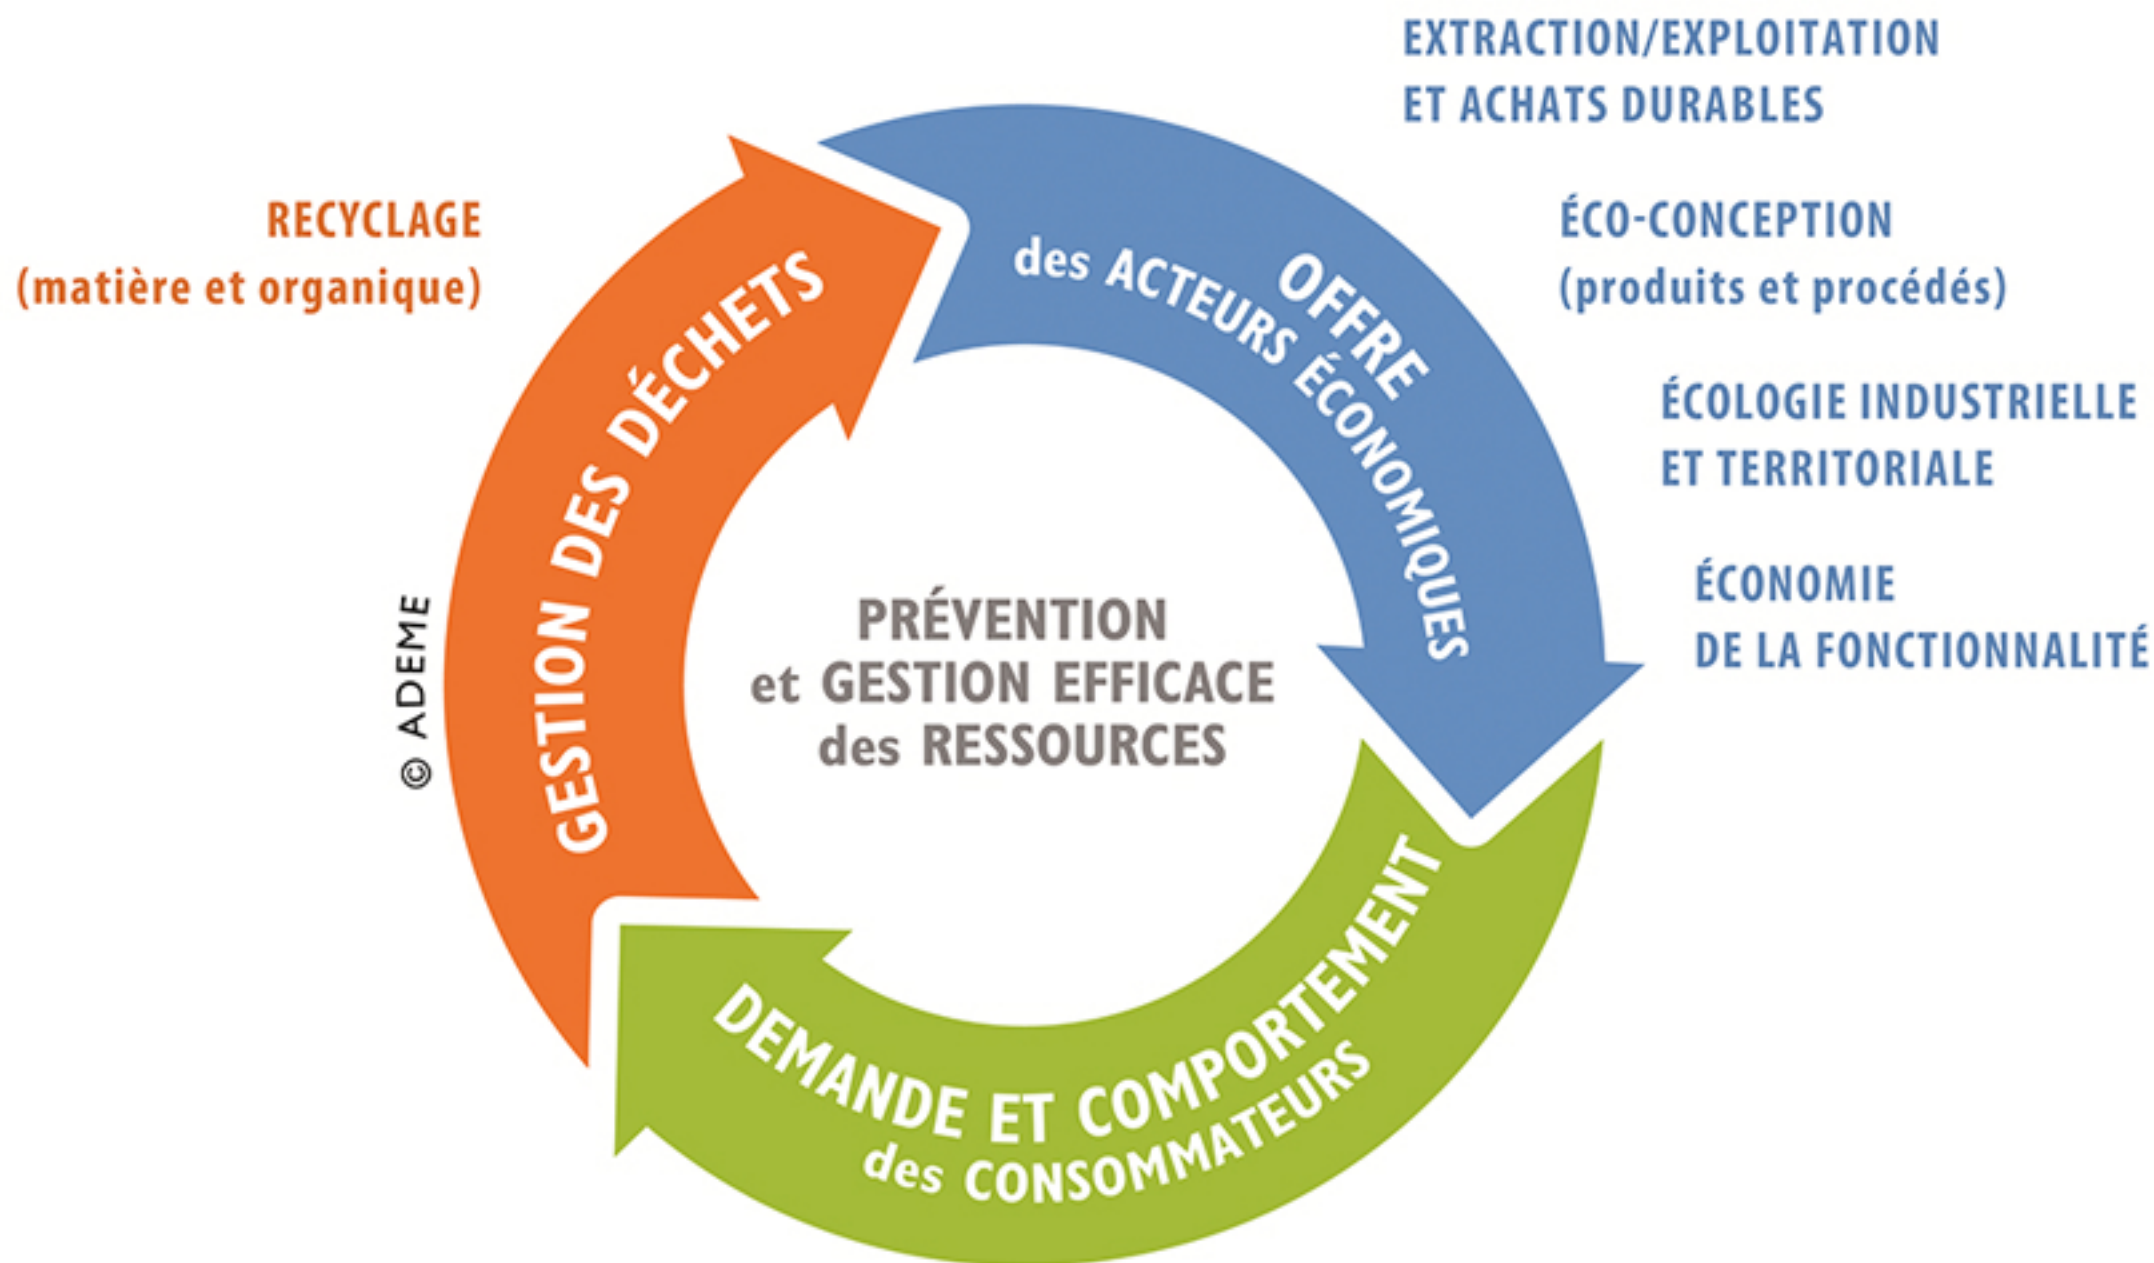 EXTRACTION/EXPLOITATION
ET ACHATS DURABLES
ÉCO-CONCEPTION
(produits et procédés)
ÉCOLOGIE INDUSTRIELLE
ET TERRITORIALE
ÉCONOMIE
DE LA FONCTIONNALITÉ
OFFRE
des ACTEURS ÉCONOMIQUES
DEMANDE ET COMPORTEMENT
des CONSOMMATEURS
GESTION DES DÉCHETS
RECYCLAGE
(matière et organique)
PRÉVENTION
et GESTION EFFICACE
des RESSOURCES
© ADEME